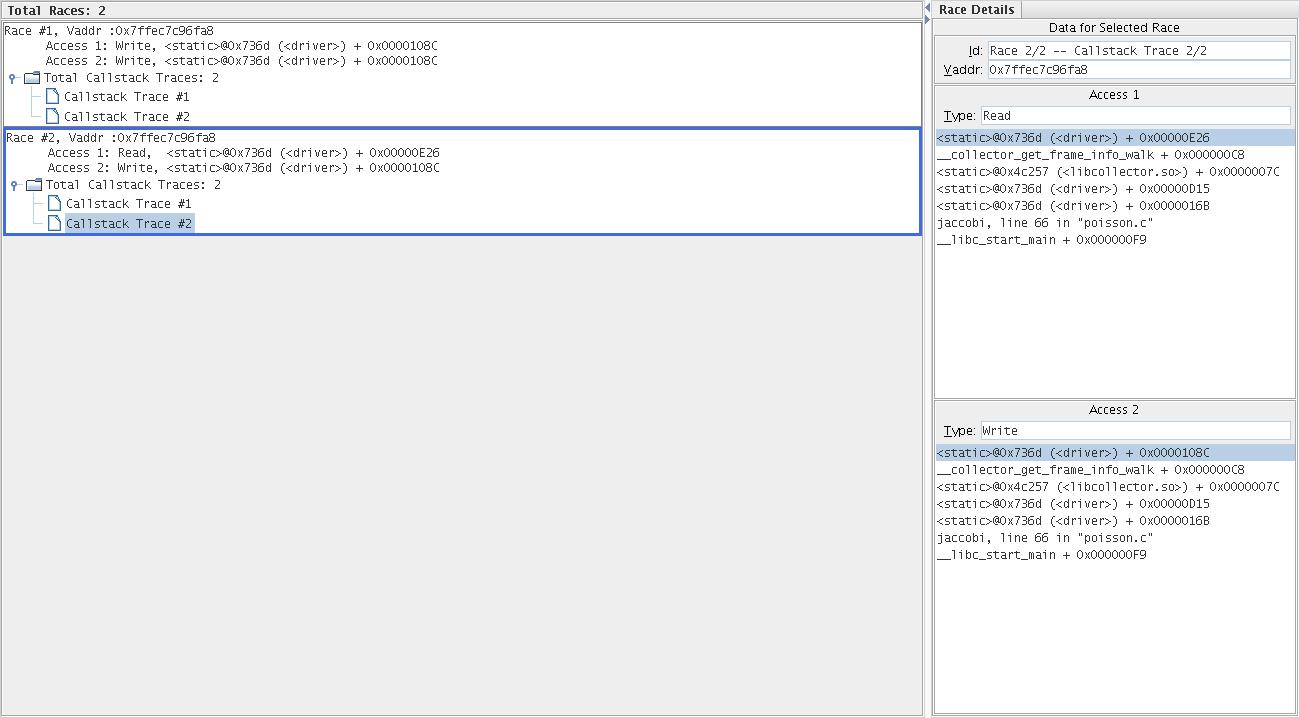 Total Races: 2
Race #1, Vaddr :0x7ffec7c96fa8
Access 1: Write, <static>@0x736d (<driver>) + 0x0000108C
Access 2: Write, <static>@0x736d (<driver>) + 0x0000108C
Total Callstack Traces: 2
Callstack Trace #1
Callstack Trace #2
Race #2, Vaddr :0x7ffec7c96fa8
Access 1: Read, <static>@0x736d (<driver>) + 0x00000E26
Access 2: Write, <static>@0x736d (<driver>) + 0x0000108C
Total Callstack Traces: 2
Callstack Trace #1
Callstack Trace #2
Race Details
Data for Selected Race
Id: Race 2/2 -- Callstack Trace 2/2
Vaddr: 0x7ffec7c96fa8
Access 1
Type: Read
<static>@0x736d (<driver>) + 0x00000E26
__collector_get_frame_info_walk + 0x000000C8
<static>@0x4c257 (<libcollector.so>) + 0x0000007C
<static>@0x736d (<driver>) + 0x00000D15
<static>@0x736d (<driver>) + 0x0000016B
jaccobi, line 66 in "poisson.c"
__libc_start_main + 0x000000F9
Access 2
Type: Write
<static>@0x736d (<driver>) + 0x0000108C
__collector_get_frame_info_walk + 0x000000C8
<static>@0x4c257 (<libcollector.so>) + 0x0000007C
<static>@0x736d (<driver>) + 0x00000D15
<static>@0x736d (<driver>) + 0x0000016B
jaccobi, line 66 in "poisson.c"
__libc_start_main + 0x000000F9